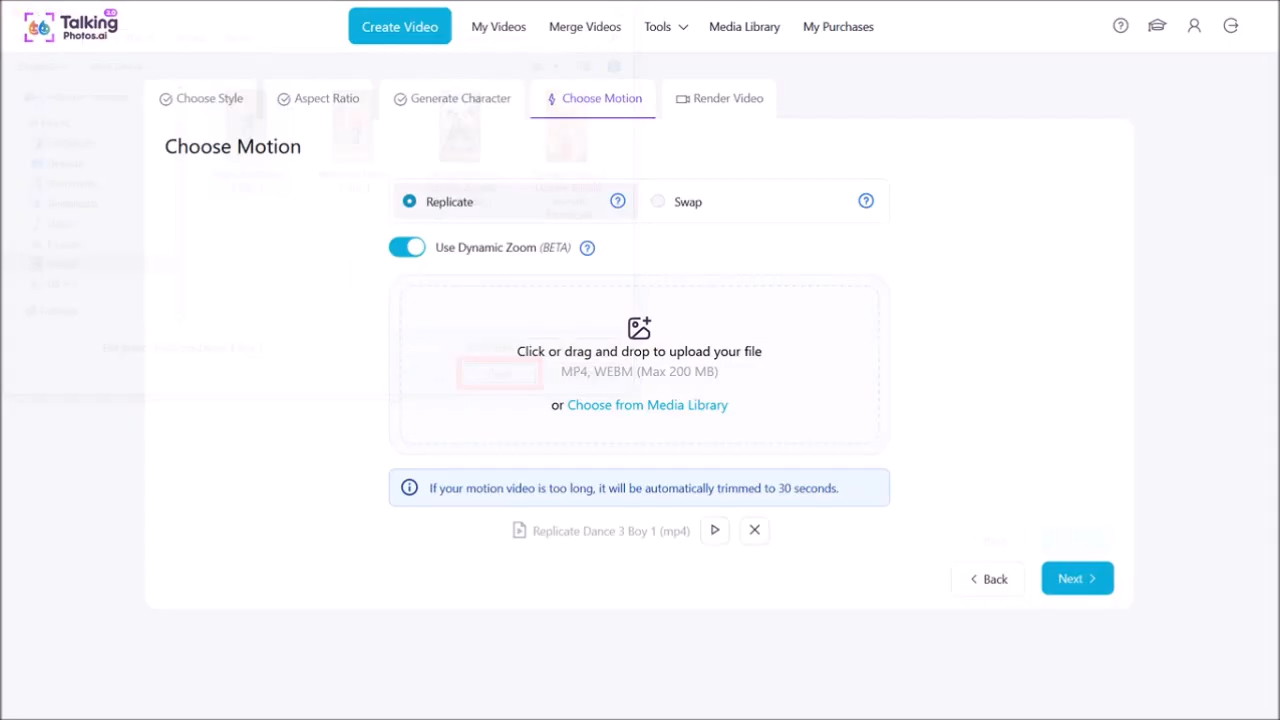 Talking 3.0
Photos.ai
Create Video
My Videos
Merge Videos
Tools
Media Library
My Purchases
Choose Style
Aspect Ratio
Generate Character
Choose Motion
Render Video
Choose Motion
Replicate
Swap
Use Dynamic Zoom (BETA)
Click or drag and drop to upload your file
MP4, WEBM (Max 200 MB)
or Choose from Media Library
If your motion video is too long, it will be automatically trimmed to 30 seconds.
Replicate Dance 3 Boy 1 (mp4)
Back
Next